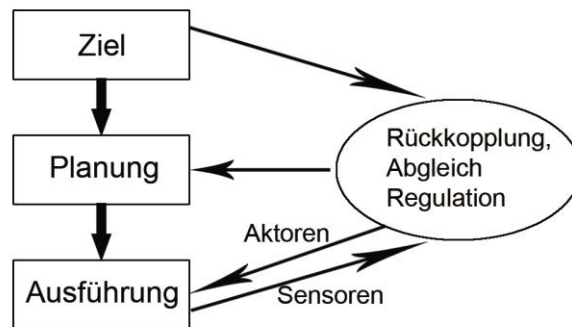 Ziel
Planung
Rückkopplung,
Abgleich
Regulation
Aktoren
Ausführung
Sensoren